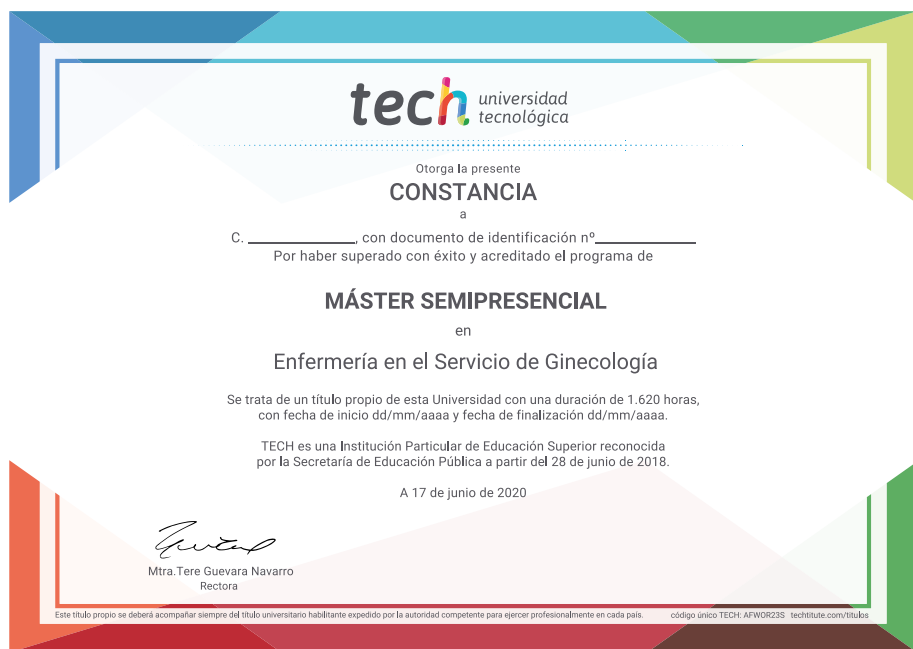 tech universidad
tecnológica
Otorga la presente
CONSTANCIA
a
C. ____________, con documento de identificación nº____________
Por haber superado con éxito y acreditado el programa de
MÁSTER SEMIPRESENCIAL
en
Enfermería en el Servicio de Ginecología
Se trata de un título propio de esta Universidad con una duración de 1.620 horas,
con fecha de inicio dd/mm/aaaa y fecha de finalización dd/mm/aaaa.
TECH es una Institución Particular de Educación Superior reconocida
por la Secretaría de Educación Pública a partir del 28 de junio de 2018.
A 17 de junio de 2020
Mtra.Tere Guevara Navarro
Rectora
Este título propio se deberá acompañar siempre del título universitario habilitante expedido por la autoridad competente para ejercer profesionalmente en cada país. código único TECH: AFWOR23S techtitute.com/titulos